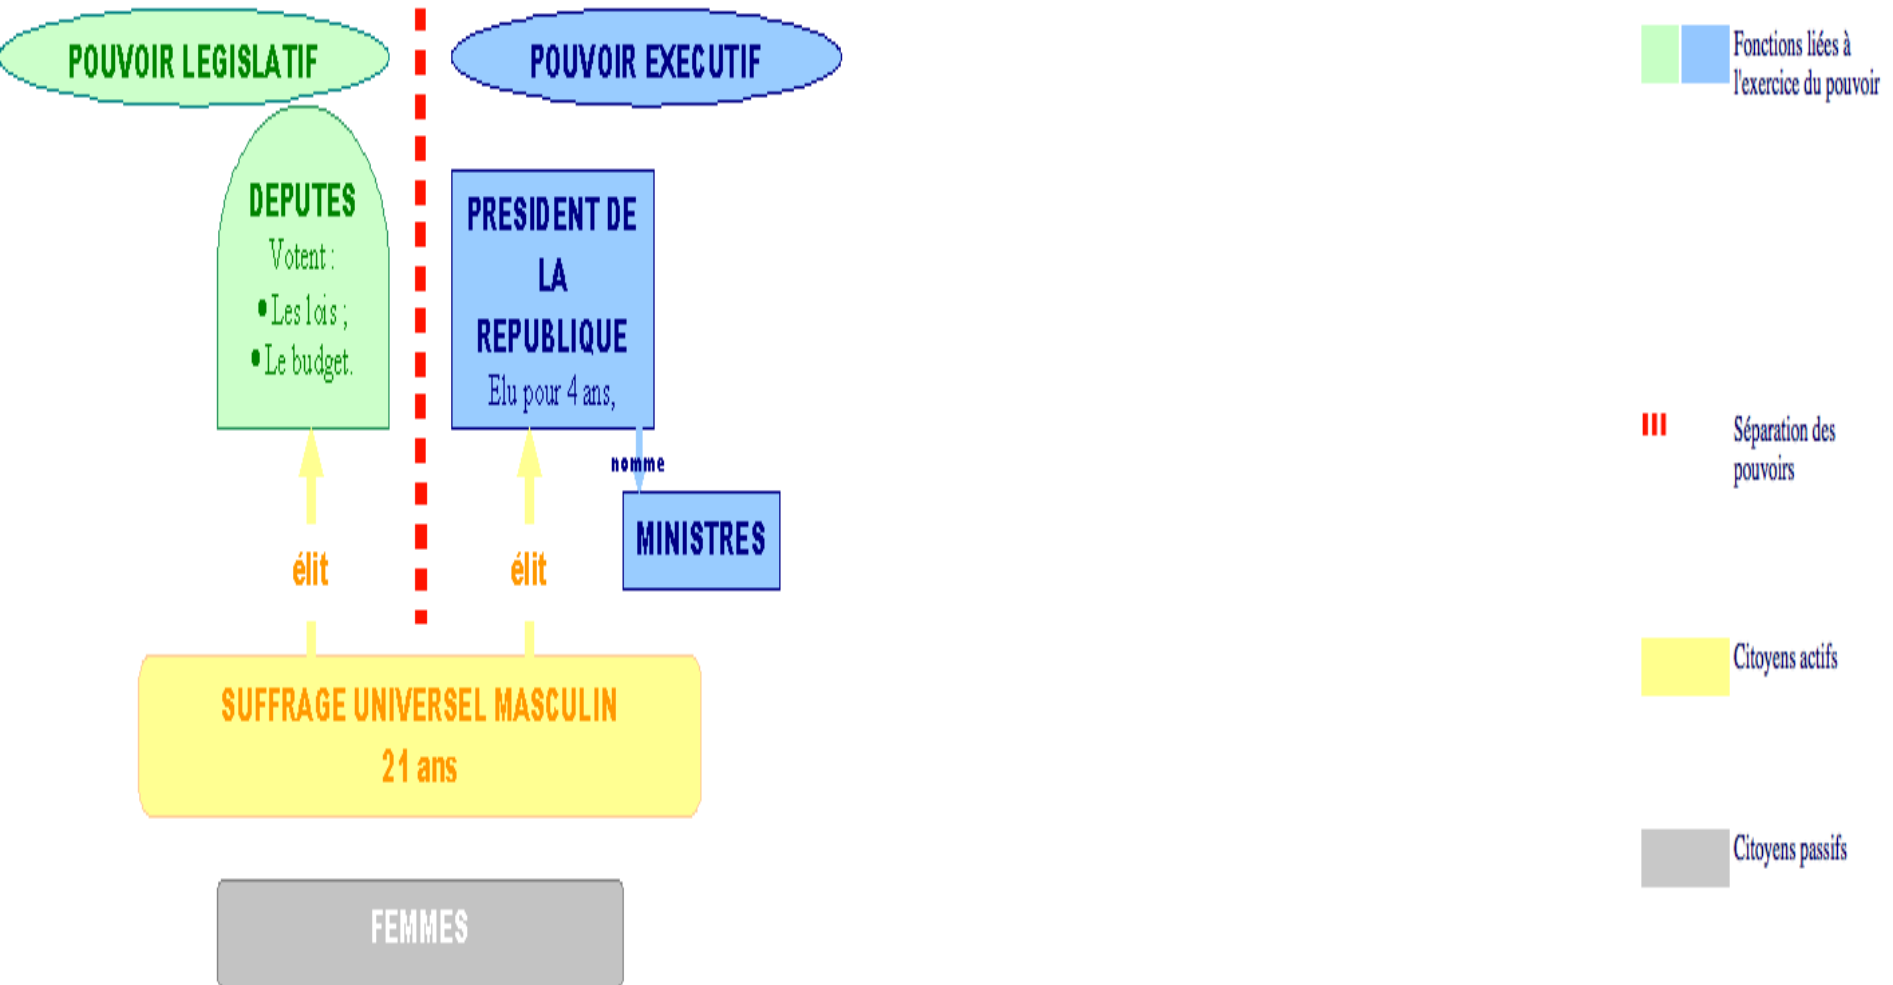 POUVOIR LEGISLATIF
POUVOIR EXECUTIF
DEPUTES
Votent :
• Les lois ;
• Le budget.
PRESIDENT DE
LA
REPUBLIQUE
Elu pour 4 ans,
nomme
MINISTRES
élit
élit
SUFFRAGE UNIVERSEL MASCULIN
21 ans
FEMMES
Fonctions liées à
l'exercice du pouvoir
Séparation des
pouvoirs
Citoyens actifs
Citoyens passifs